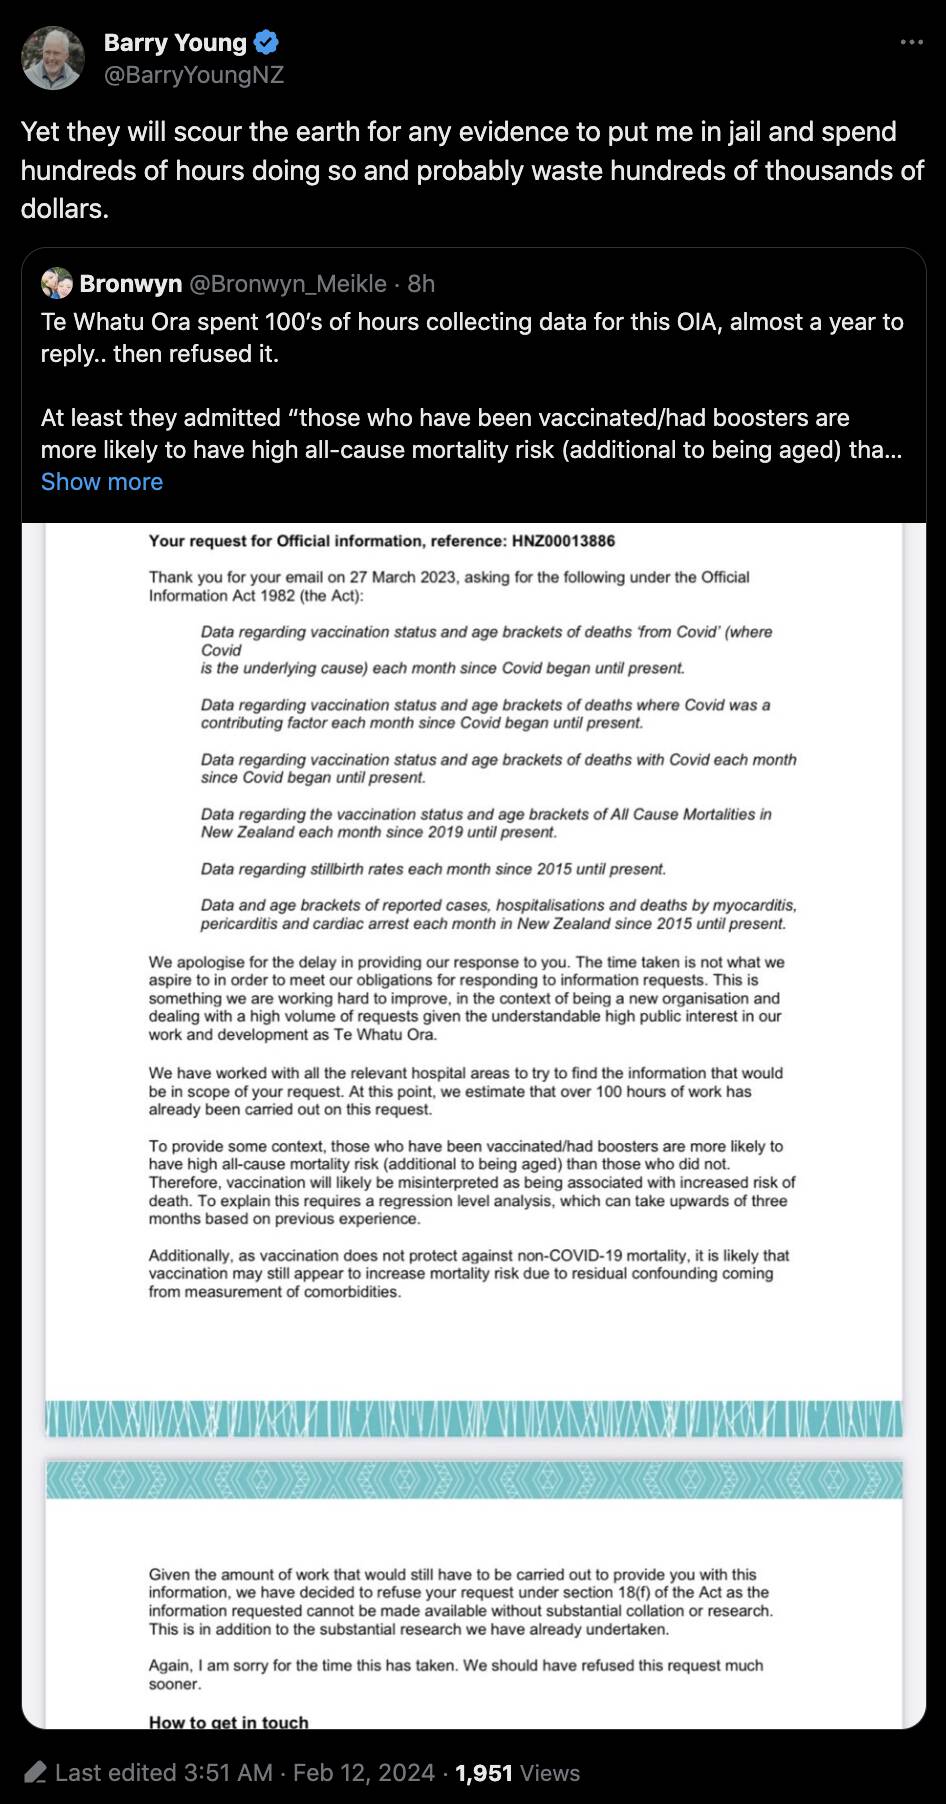 Barry Young
@BarryYoungNZ
Yet they will scour the earth for any evidence to put me in jail and spend
hundreds of hours doing so and probably waste hundreds of thousands of
dollars.
Bronwyn @Bronwyn_Meikle · 8h
Te Whatu Ora spent 100’s of hours collecting data for this OIA, almost a year to
reply.. then refused it.
At least they admitted “those who have been vaccinated/had boosters are
more likely to have high all-cause mortality risk (additional to being aged) tha...
Show more
Your request for Official information, reference: HNZ00013886
Thank you for your email on 27 March 2023, asking for the following under the Official
Information Act 1982 (the Act):
Data regarding vaccination status and age brackets of deaths ‘from Covid’ (where
Covid
is the underlying cause) each month since Covid began until present.
Data regarding vaccination status and age brackets of deaths where Covid was a
contributing factor each month since Covid began until present.
Data regarding vaccination status and age brackets of deaths with Covid each month
since Covid began until present.
Data regarding the vaccination status and age brackets of All Cause Mortalities in
New Zealand each month since 2019 until present.
Data regarding stillbirth rates each month since 2015 until present.
Data and age brackets of reported cases, hospitalisations and deaths by myocarditis,
pericarditis and cardiac arrest each month in New Zealand since 2015 until present.
We apologise for the delay in providing our response to you. The time taken is not what we
aspire to in order to meet our obligations for responding to information requests. This is
something we are working hard to improve, in the context of being a new organisation and
dealing with a high volume of requests given the understandable high public interest in our
work and development as Te Whatu Ora.
We have worked with all the relevant hospital areas to try to find the information that would
be in scope of your request. At this point, we estimate that over 100 hours of work has
already been carried out on this request.
To provide some context, those who have been vaccinated/had boosters are more likely to
have high all-cause mortality risk (additional to being aged) than those who did not.
Therefore, vaccination will likely be misinterpreted as being associated with increased risk of
death. To explain this requires a regression level analysis, which can take upwards of three
months based on previous experience.
Additionally, as vaccination does not protect against non-COVID-19 mortality, it is likely that
vaccination may still appear to increase mortality risk due to residual confounding coming
from measurement of comorbidities.
Given the amount of work that would still have to be carried out to provide you with this
information, we have decided to refuse your request under section 18(f) of the Act as the
information requested cannot be made available without substantial collation or research.
This is in addition to the substantial research we have already undertaken.
Again, I am sorry for the time this has taken. We should have refused this request much
sooner.
How to get in touch
Last edited 3:51 AM · Feb 12, 2024 · 1,951 Views